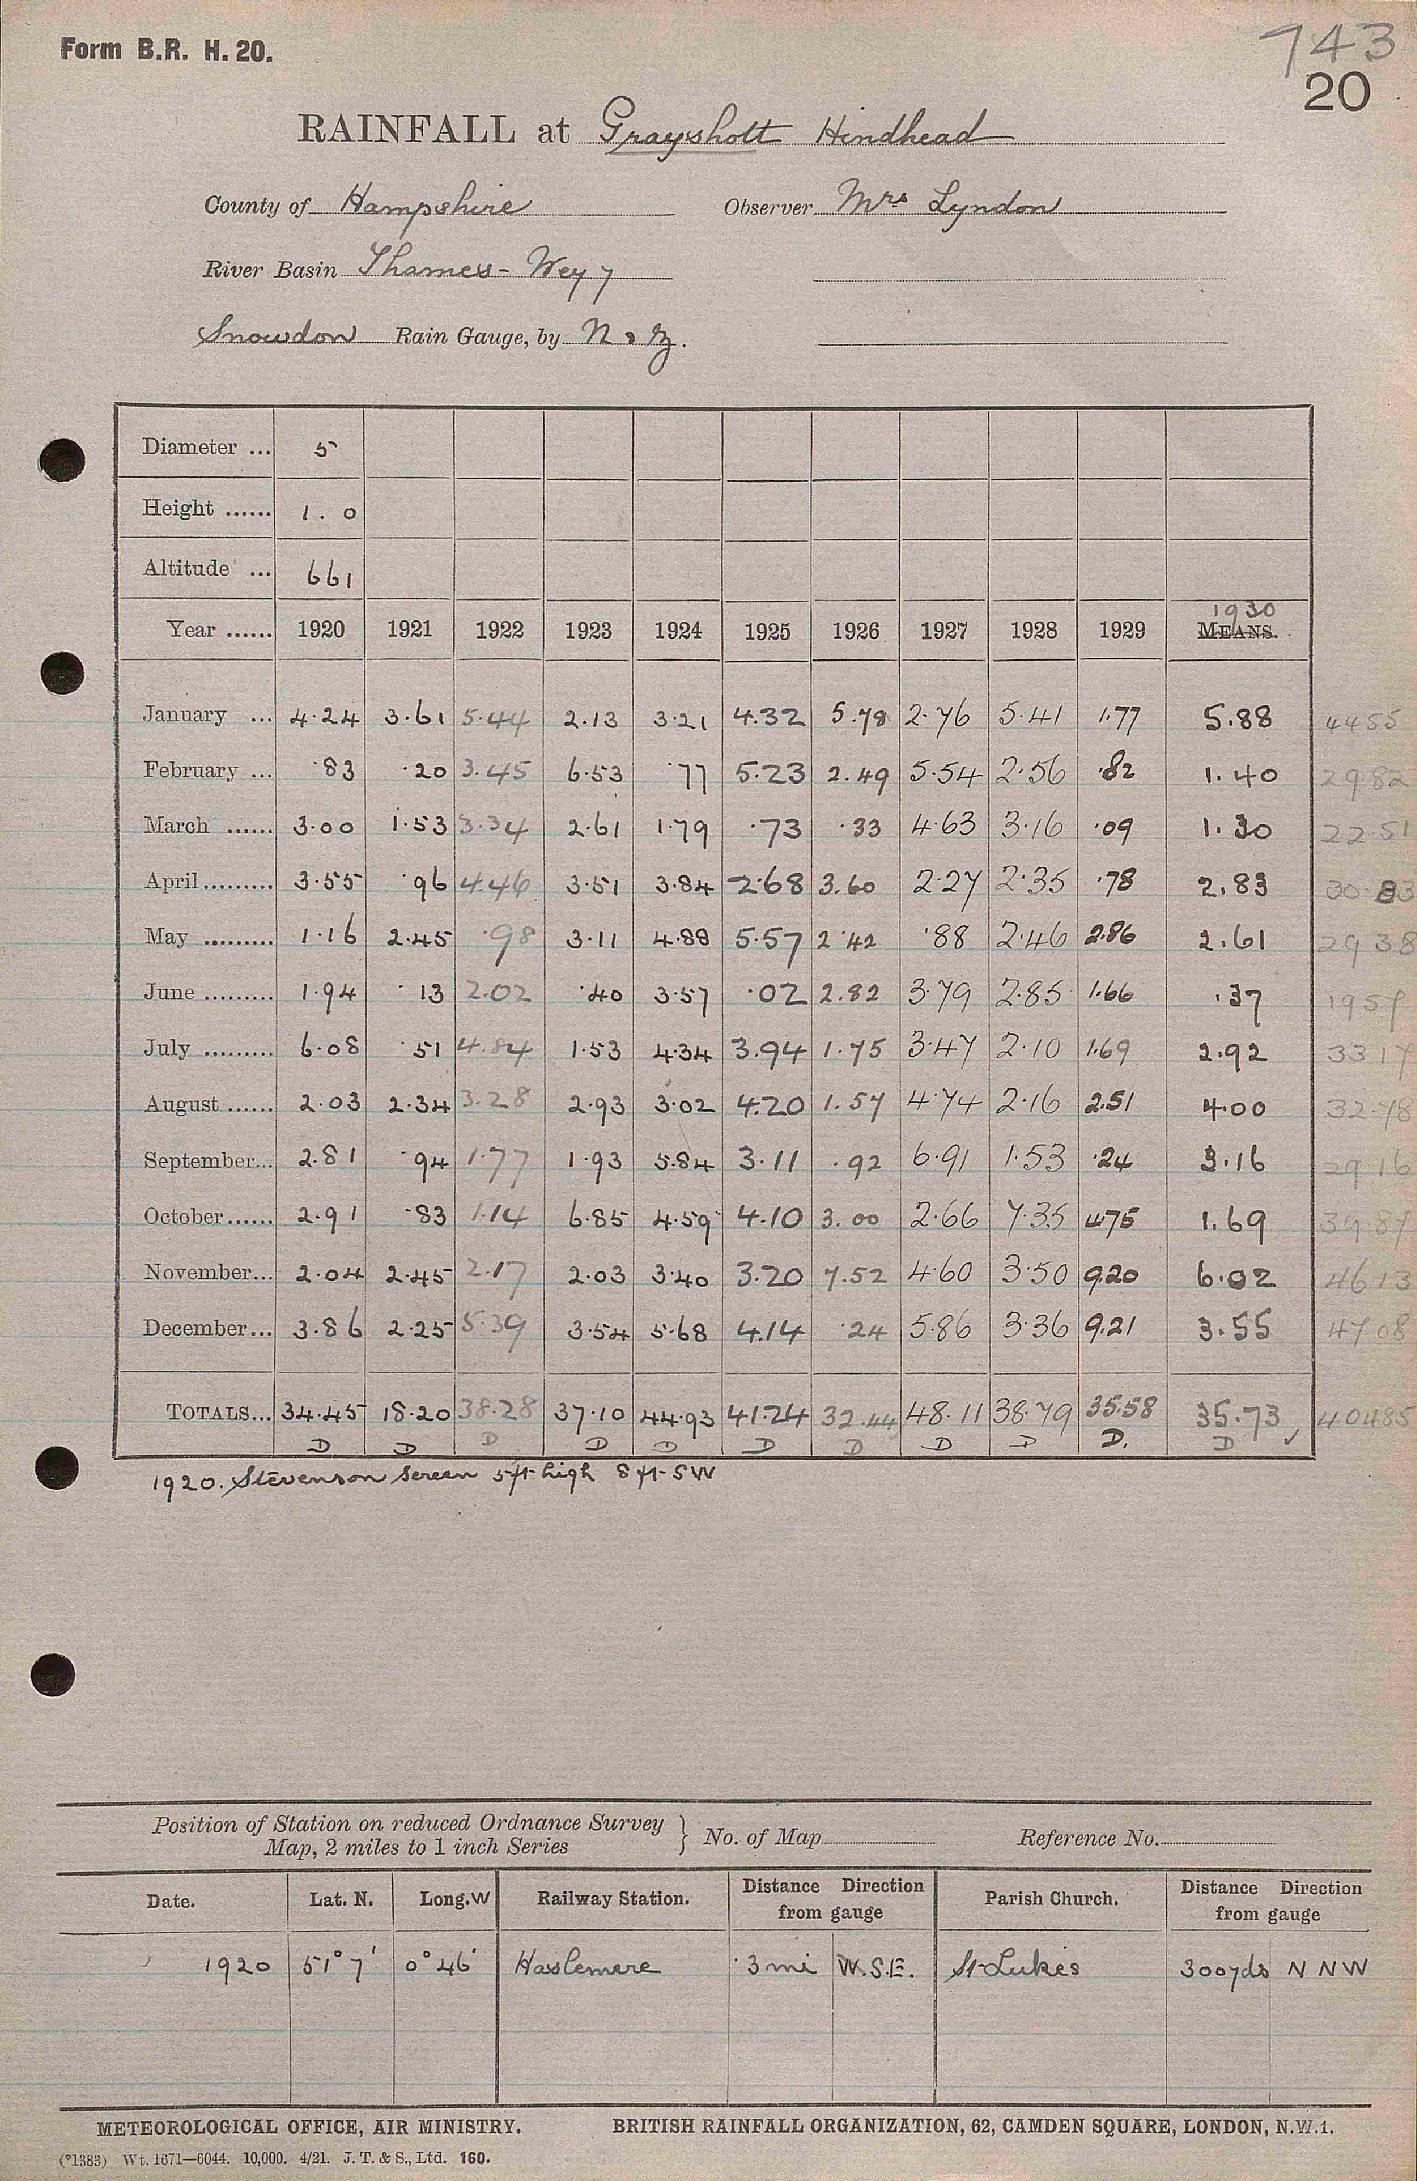 Form B.R. H. 20.
743
20
RAINFALL at Grayshott Hindhead
County of Hampshire Observer Mrs Lyndon
River Basin Thames - Wey 7
Snowdon Rain Gauge, by N & Z.
Diameter ... 5
Height ...... 1.0
Altitude ... 661
1930
Year ...... 1920 1921 1922 1923 1924 1925 1926 1927 1928 1929 MEANS.
January ... 4.24 3.61 5.44 2.13 3.21 4.32 5.78 2.76 5.41 1.77 5.88 4455
February ... .83 .20 3.45 6.53 .77 5.23 2.49 5.54 2.56 .82 1.40 29.82
March ...... 3.00 1.53 3.34 2.61 1.79 .73 .33 4.63 3.16 .09 1.30 22.51
April ......... 3.55 .96 4.46 3.51 3.84 2.68 3.60 2.27 2.35 .78 2.83 30.83
May ......... 1.16 2.45 .98 3.11 4.88 5.57 2.42 .88 2.46 2.86 2.61 29 38
June ......... 1.94 .13 2.02 .40 3.57 .02 2.82 3.79 2.85 1.66 .37 1957
July ......... 6.08 .51 4.84 1.53 4.34 3.94 1.75 3.47 2.10 1.69 2.92 33 17
August ...... 2.03 2.34 3.28 2.93 3.02 4.20 1.57 4.74 2.16 2.51 4.00 32.78
September... 2.81 .94 1.77 1.93 5.84 3.11 .92 6.91 1.53 .24 3.16 29 16
October ...... 2.91 .83 1.14 6.85 4.59 4.10 3.00 2.66 7.35 4.75 1.69 39.87
November... 2.04 2.45 2.17 2.03 3.40 3.20 7.52 4.60 3.50 9.20 6.02 46 13
December... 3.86 2.25 5.39 3.54 5.68 4.14 .24 5.86 3.36 9.21 3.55 47 08
TOTALS... 34.45 18.20 38.28 37.10 44.93 41.24 32.44 48.11 38.79 35.58 35.73 40485
D D D D D D D D D D. D ✓
1920. Stevenson Screen 5ft high 8 ft SW
Position of Station on reduced Ordnance Survey
Map, 2 miles to 1 inch Series } No. of Map Reference No.
Date. Lat. N. Long. W Railway Station. Distance Direction from gauge Parish Church. Distance Direction from gauge
1920 51° 7' 0° 46' Haslemere 3 mi W.S.E. St Lukes 300yds N N W
METEOROLOGICAL OFFICE, AIR MINISTRY. BRITISH RAINFALL ORGANIZATION, 62, CAMDEN SQUARE, LONDON, N.W.1.
(*1383) Wt. 1671—6044. 10,000. 4/21. J. T. & S., Ltd. 160.